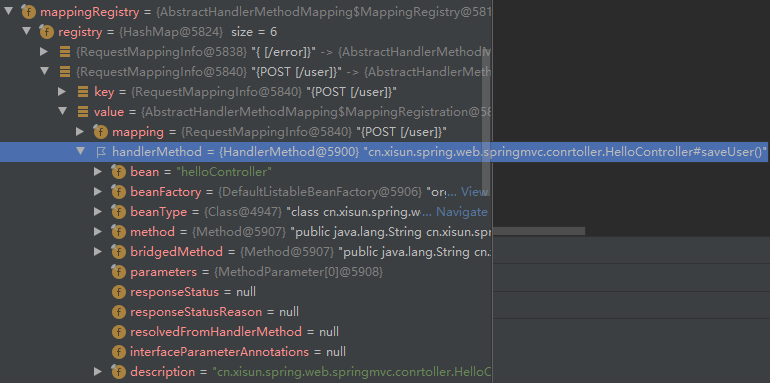 mappingRegistry = {AbstractHandlerMethodMapping$MappingRegistry@581
registry = {HashMap@5824} size = 6
{RequestMappingInfo@5838} "{ [/error]}" -> {AbstractHandlerMethodM
{RequestMappingInfo@5840} "{POST [/user]}" -> {AbstractHandlerMeth
key = {RequestMappingInfo@5840} "{POST [/user]}"
value = {AbstractHandlerMethodMapping$MappingRegistration@58
mapping = {RequestMappingInfo@5840} "{POST [/user]}"
handlerMethod = {HandlerMethod@5900} "cn.xisun.spring.web.springmvc.conrtoller.HelloController#saveUser()"
bean = "helloController"
beanFactory = {DefaultListableBeanFactory@5906} "org... View
beanType = {Class@4947} "class cn.xisun.spring.w... Navigate
method = {Method@5907} "public java.lang.String cn.xisun.spr
bridgedMethod = {Method@5907} "public java.lang.String cn.
parameters = {MethodParameter[0]@5908}
responseStatus = null
responseStatusReason = null
resolvedFromHandlerMethod = null
interfaceParameterAnnotations = null
description = "cn.xisun.spring.web.springmvc.conrtoller.HelloC